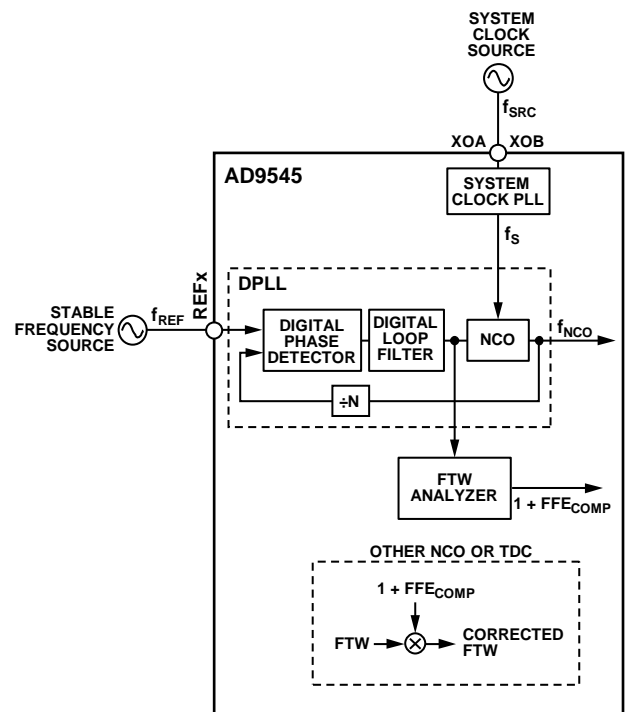 SYSTEM
CLOCK
SOURCE
fSRC
XOA
XOB
AD9545
SYSTEM
CLOCK PLL
fS
DPLL
REFx
STABLE
FREQUENCY
SOURCE
fREF
DIGITAL
PHASE
DETECTOR
DIGITAL
LOOP
FILTER
NCO
fNCO
÷N
FTW
ANALYZER
1 + FFECOMP
OTHER NCO OR TDC
1 + FFECOMP
FTW
×
CORRECTED
FTW